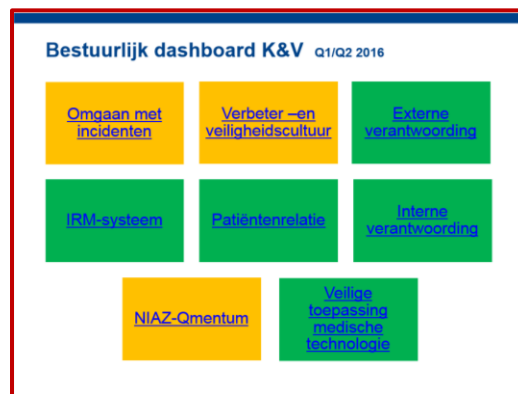 Bestuurlijk dashboard K&V Q1/Q2 2016
Omgaan met
incidenten
Verbeter –en
veiligheidscultuur
Externe
verantwoording
IRM-systeem
Patiëntenrelatie
Interne
verantwoording
NIAZ-Qmentum
Veilige
toepassing
medische
technologie